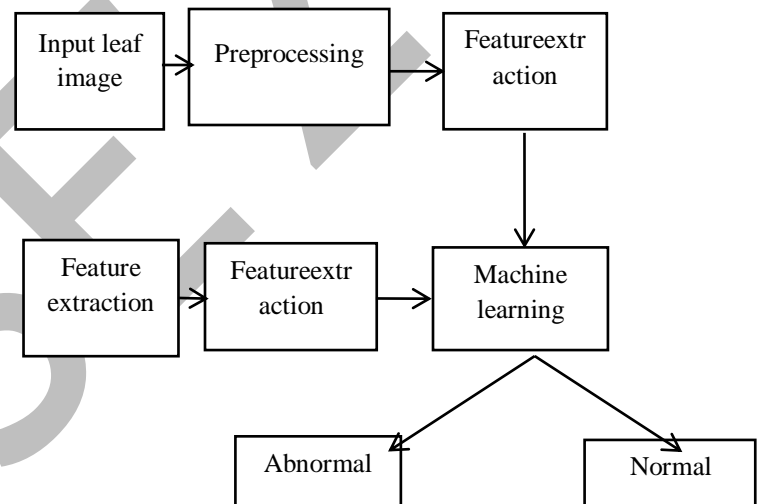 Input leaf
image
Preprocessing
Featureextr
action
Feature
extraction
Featureextr
action
Machine
learning
Abnormal
Normal